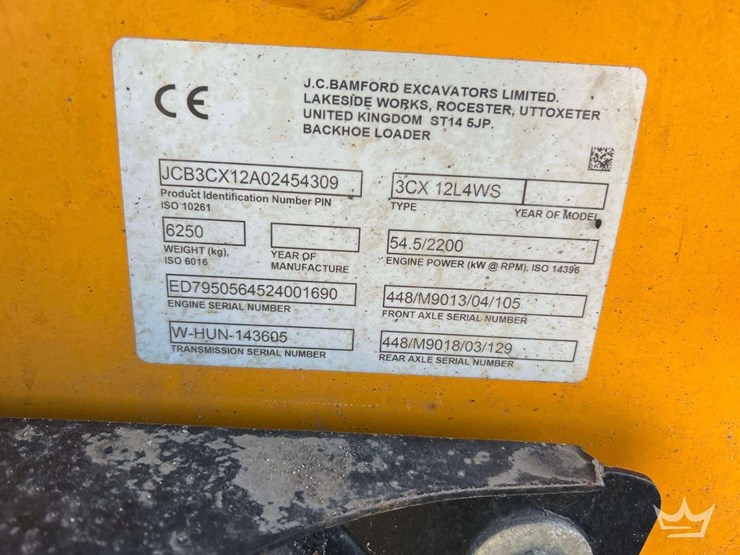 CE
J.C.BAMFORD EXCAVATORS LIMITED.
LAKESIDE WORKS, ROCESTER, UTTOXETER
UNITED KINGDOM ST14 5JP.
BACKHOE LOADER
JCB3CX12A02454309
Product Identification Number PIN
ISO 10261
3CX 12L4WS
TYPE
YEAR OF MODEL
6250
WEIGHT (kg),
ISO 6016
YEAR OF
MANUFACTURE
54.5/2200
ENGINE POWER (kW @ RPM), ISO 14396
ED7950564524001690
ENGINE SERIAL NUMBER
448/M9013/04/105
FRONT AXLE SERIAL NUMBER
W-HUN-143605
TRANSMISSION SERIAL NUMBER
448/M9018/03/129
REAR AXLE SERIAL NUMBER